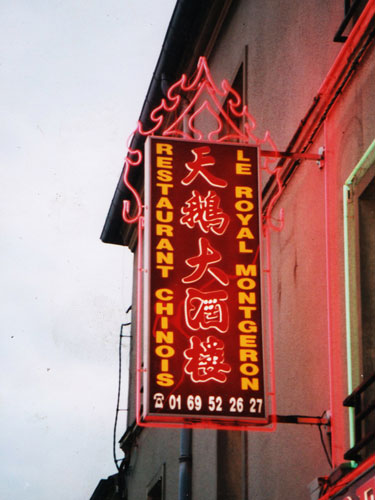 RESTAURANT CHINOIS
天鵝大酒樓
LE ROYAL MONTGERON
☎ 01 69 52 26 27